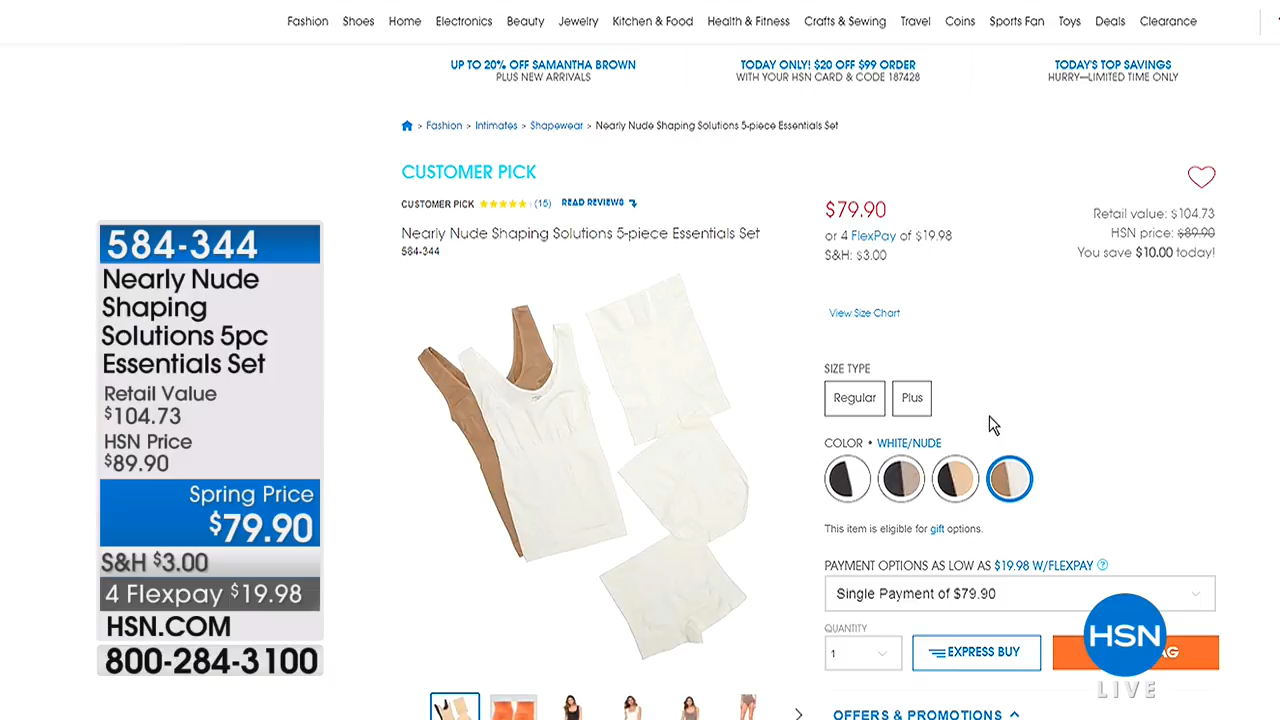 Fashion Shoes Home Electronics Beauty Jewelry Kitchen & Food Health & Fitness Crafts & Sewing Travel Coins Sports Fan Toys Deals Clearance
UP TO 20% OFF SAMANTHA BROWN
PLUS NEW ARRIVALS
TODAY ONLY! $20 OFF $99 ORDER
WITH YOUR HSN CARD & CODE 187428
TODAY'S TOP SAVINGS
HURRY—LIMITED TIME ONLY
> Fashion > Intimates > Shapewear > Nearly Nude Shaping Solutions 5-piece Essentials Set
CUSTOMER PICK
CUSTOMER PICK (15) READ REVIEWS
Nearly Nude Shaping Solutions 5-piece Essentials Set
584-344
$79.90
or 4 FlexPay of $19.98
S&H: $3.00
Retail value: $104.73
HSN price: $89.90
You save $10.00 today!
View Size Chart
SIZE TYPE
Regular Plus
COLOR • WHITE/NUDE
This item is eligible for gift options.
PAYMENT OPTIONS AS LOW AS $19.98 W/FLEXPAY ?
Single Payment of $79.90
QUANTITY
1
EXPRESS BUY
AG
OFFERS & PROMOTIONS
584-344
Nearly Nude
Shaping
Solutions 5pc
Essentials Set
Retail Value
$104.73
HSN Price
$89.90
Spring Price
$79.90
S&H $3.00
4 Flexpay $19.98
HSN.COM
800-284-3100
HSN
LIVE